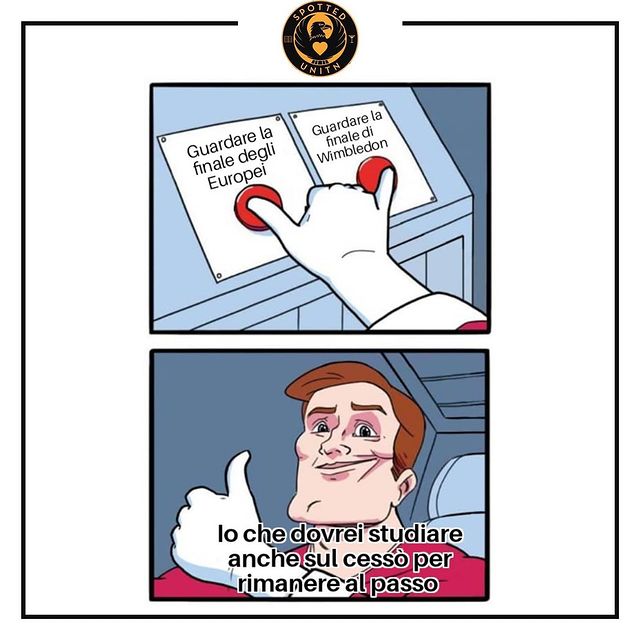 SPOTTED
UNITN
Guardare la
finale degli
Europei
Guardare la
finale di
Wimbledon
Io che dovrei studiare
anche sul cesso per
rimanere al passo